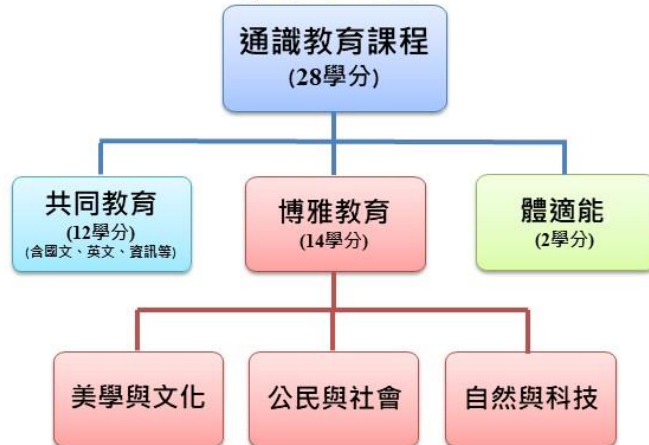 通識教育課程
(28學分)
共同教育
(12學分)
(含國文、英文、資訊等)
博雅教育
(14學分)
體適能
(2學分)
美學與文化
公民與社會
自然與科技